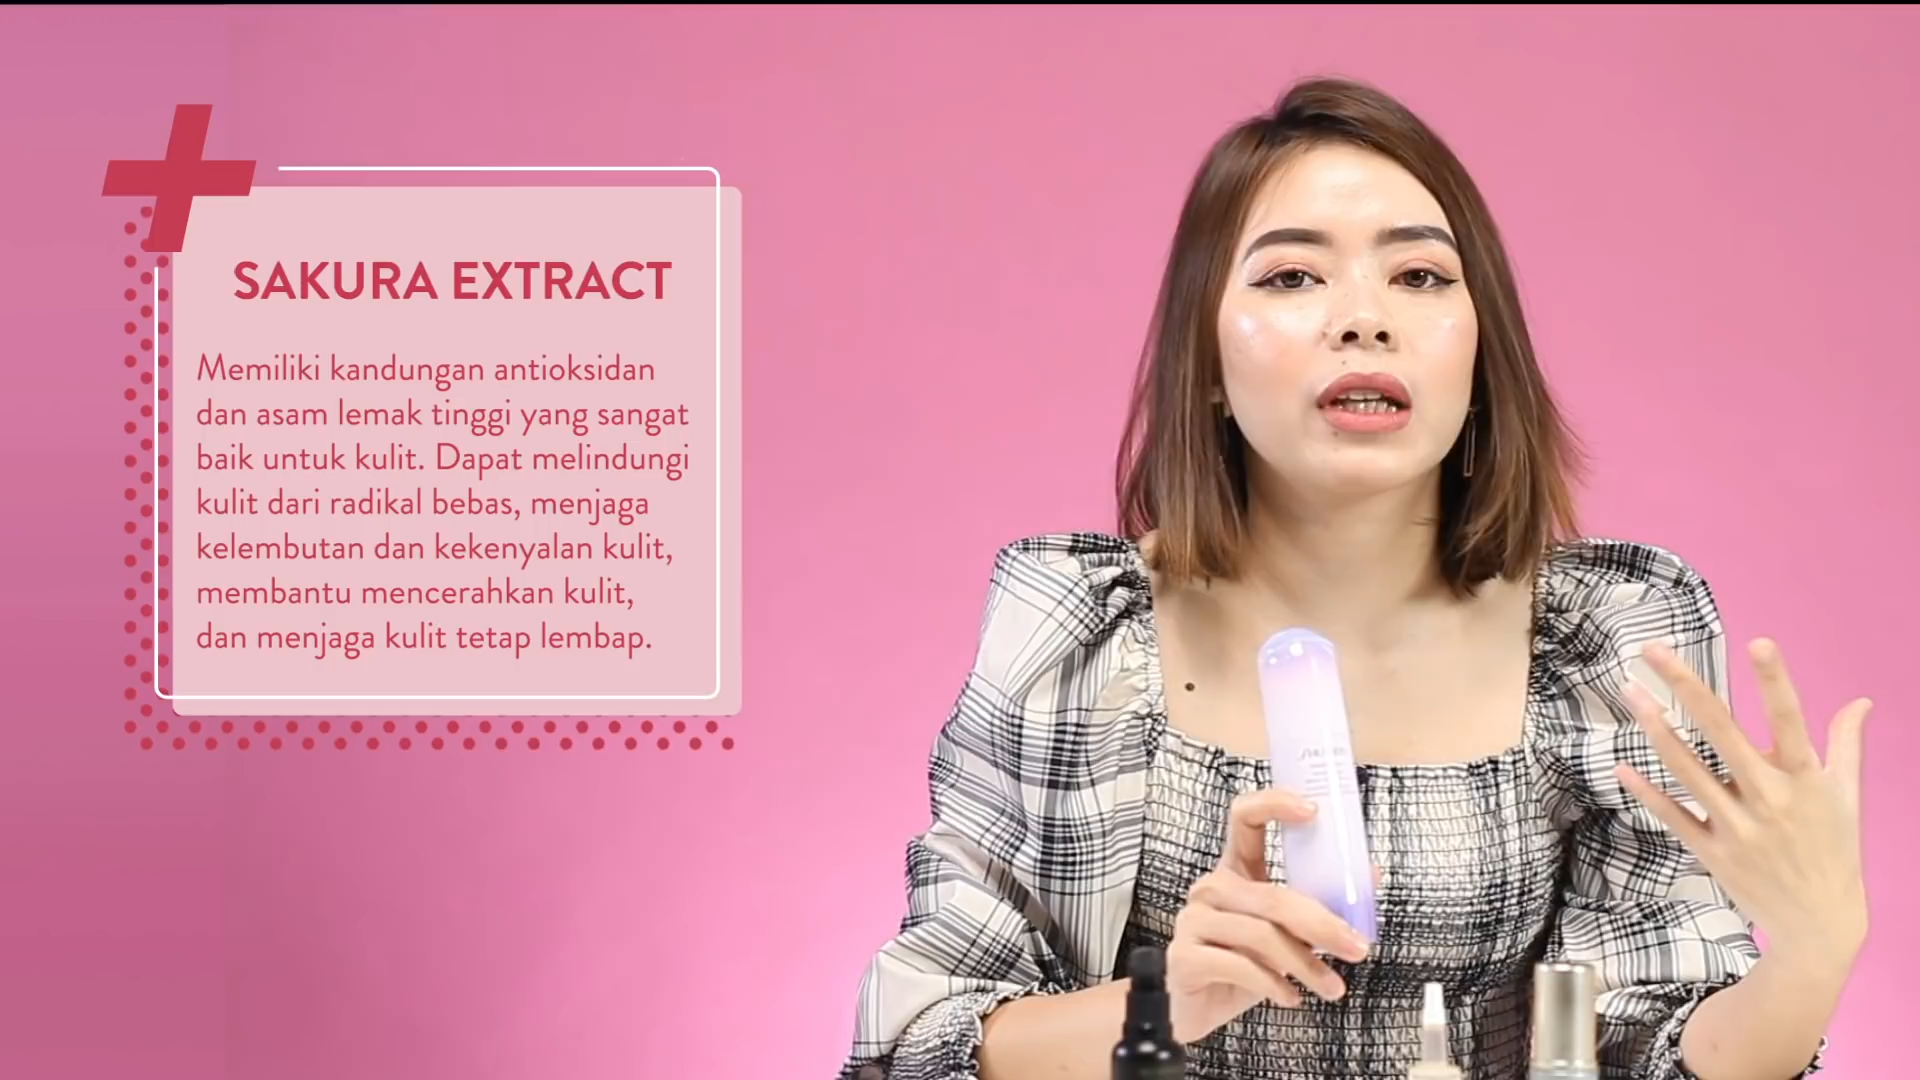 SAKURA EXTRACT
Memiliki kandungan antioksidan
dan asam lemak tinggi yang sangat
baik untuk kulit. Dapat melindungi
kulit dari radikal bebas, menjaga
kelembutan dan kekenyalan kulit,
membantu mencerahkan kulit,
dan menjaga kulit tetap lembap.